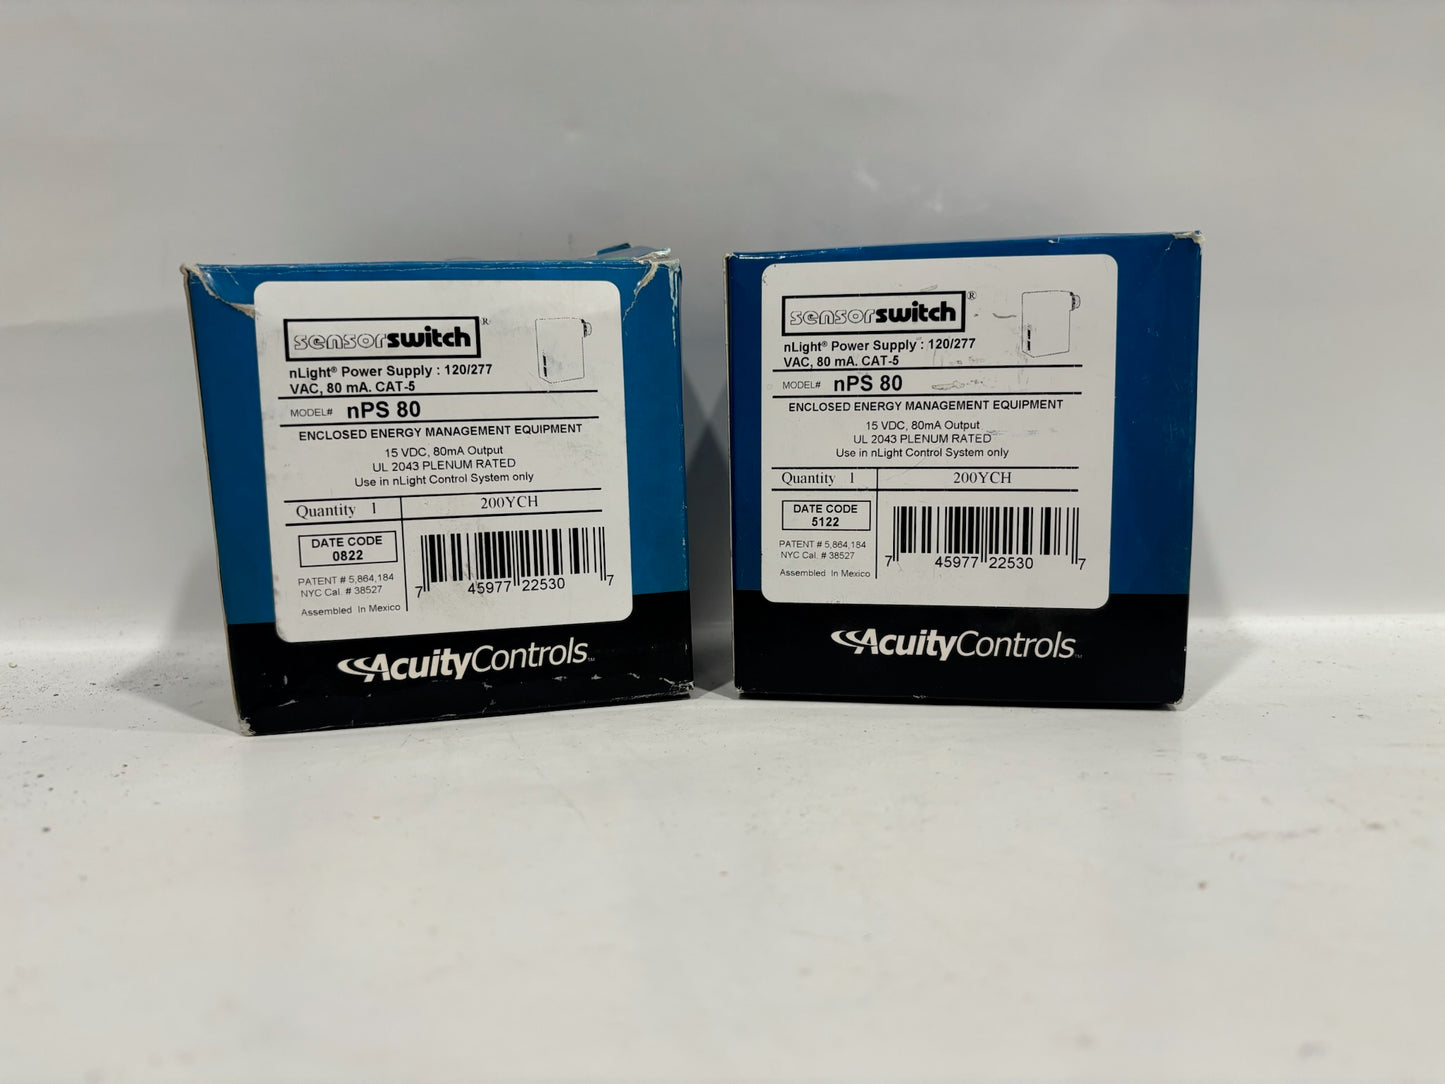 sensorswitch®
nLight® Power Supply : 120/277
VAC, 80 mA. CAT-5
MODEL# nPS 80
ENCLOSED ENERGY MANAGEMENT EQUIPMENT
15 VDC, 80mA Output
UL 2043 PLENUM RATED
Use in nLight Control System only
Quantity 1 200YCH
DATE CODE
0822
PATENT # 5,864,184
NYC Cal. # 38527
Assembled In Mexico
7 45977 22530 7
AcuityControls™
sensorswitch®
nLight® Power Supply : 120/277
VAC, 80 mA. CAT-5
MODEL# nPS 80
ENCLOSED ENERGY MANAGEMENT EQUIPMENT
15 VDC, 80mA Output
UL 2043 PLENUM RATED
Use in nLight Control System only
Quantity 1 200YCH
DATE CODE
5122
PATENT # 5,864,184
NYC Cal. # 38527
Assembled In Mexico
7 45977 22530 7
AcuityControls™